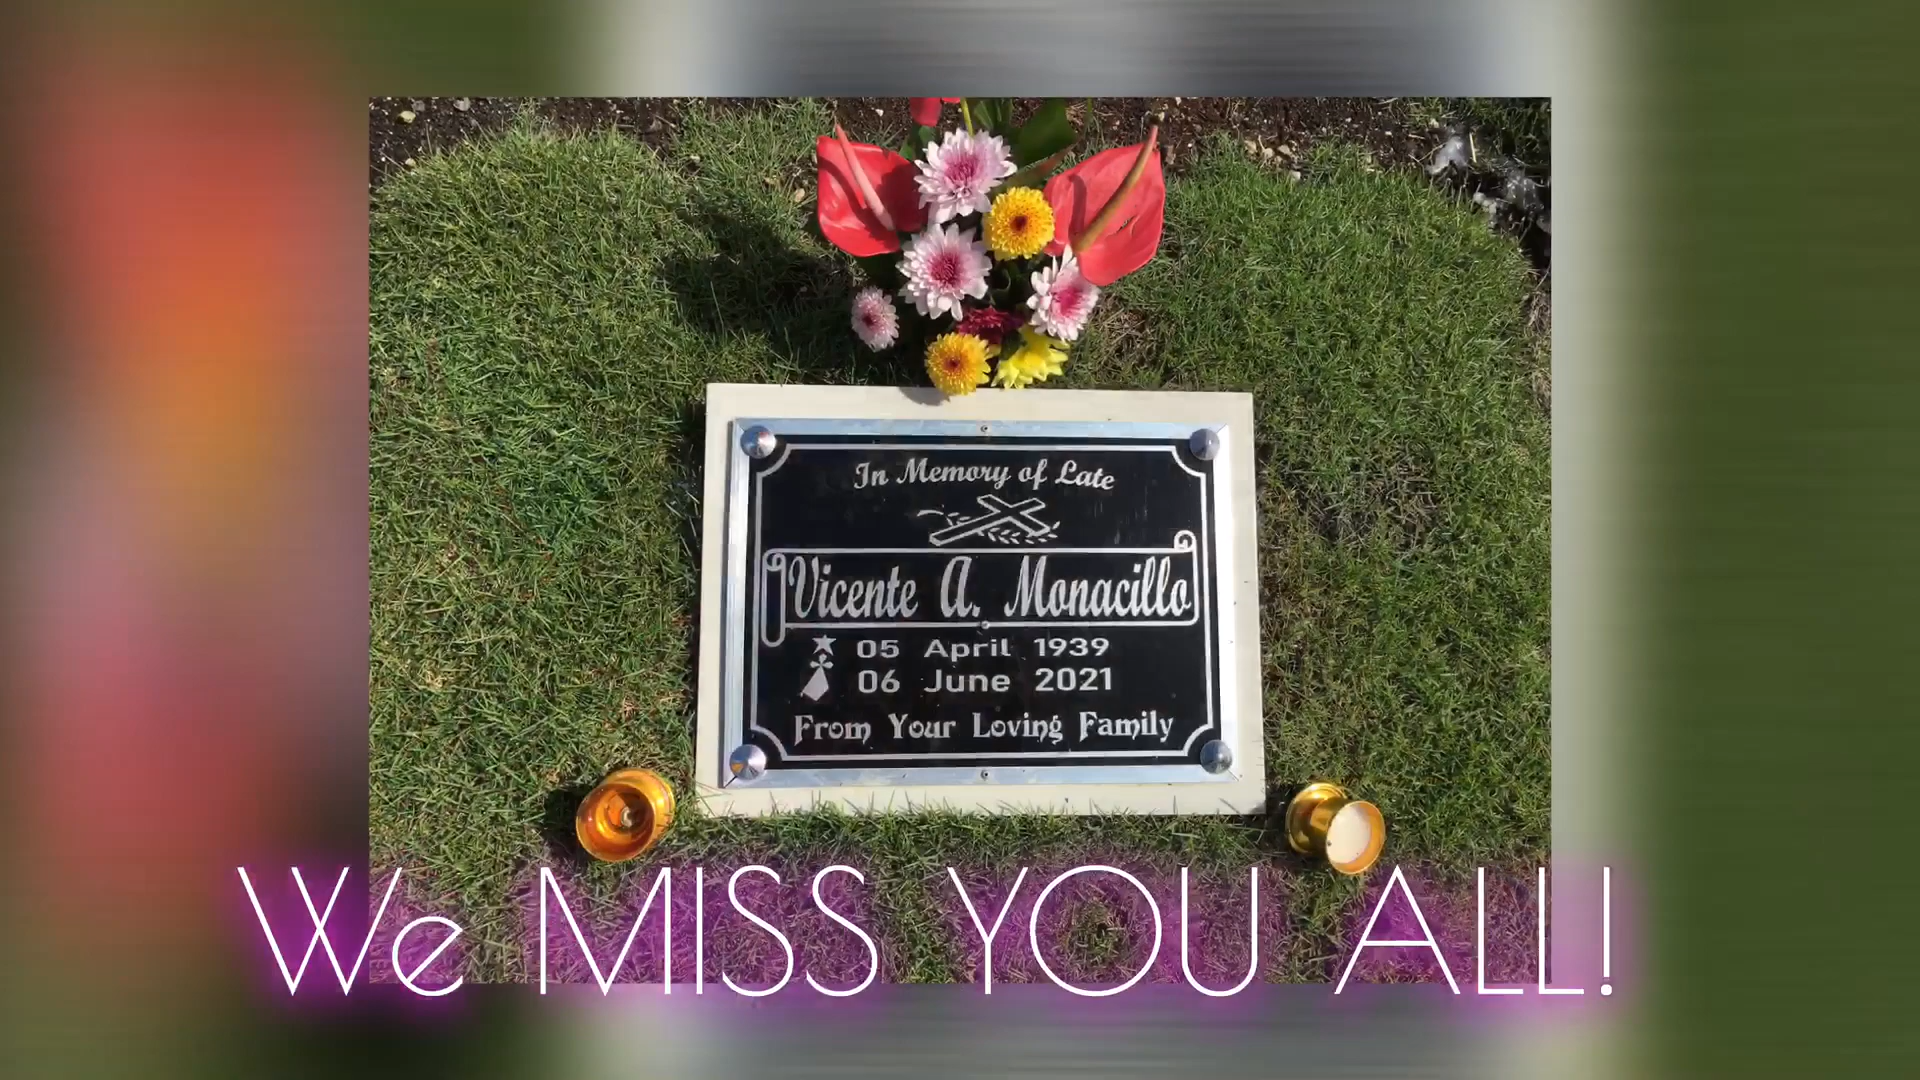 In Memory of Late
Vicente A. Monacillo
05 April 1939
06 June 2021
From Your Loving Family
We MISS YOU ALL!